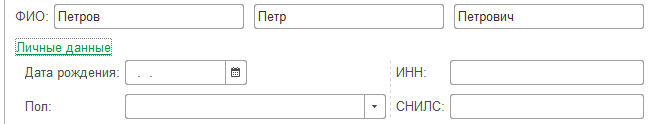 ФИО: Петров Петр Петрович
Личные данные
Дата рождения: . . ИНН:
Пол: СНИЛС: